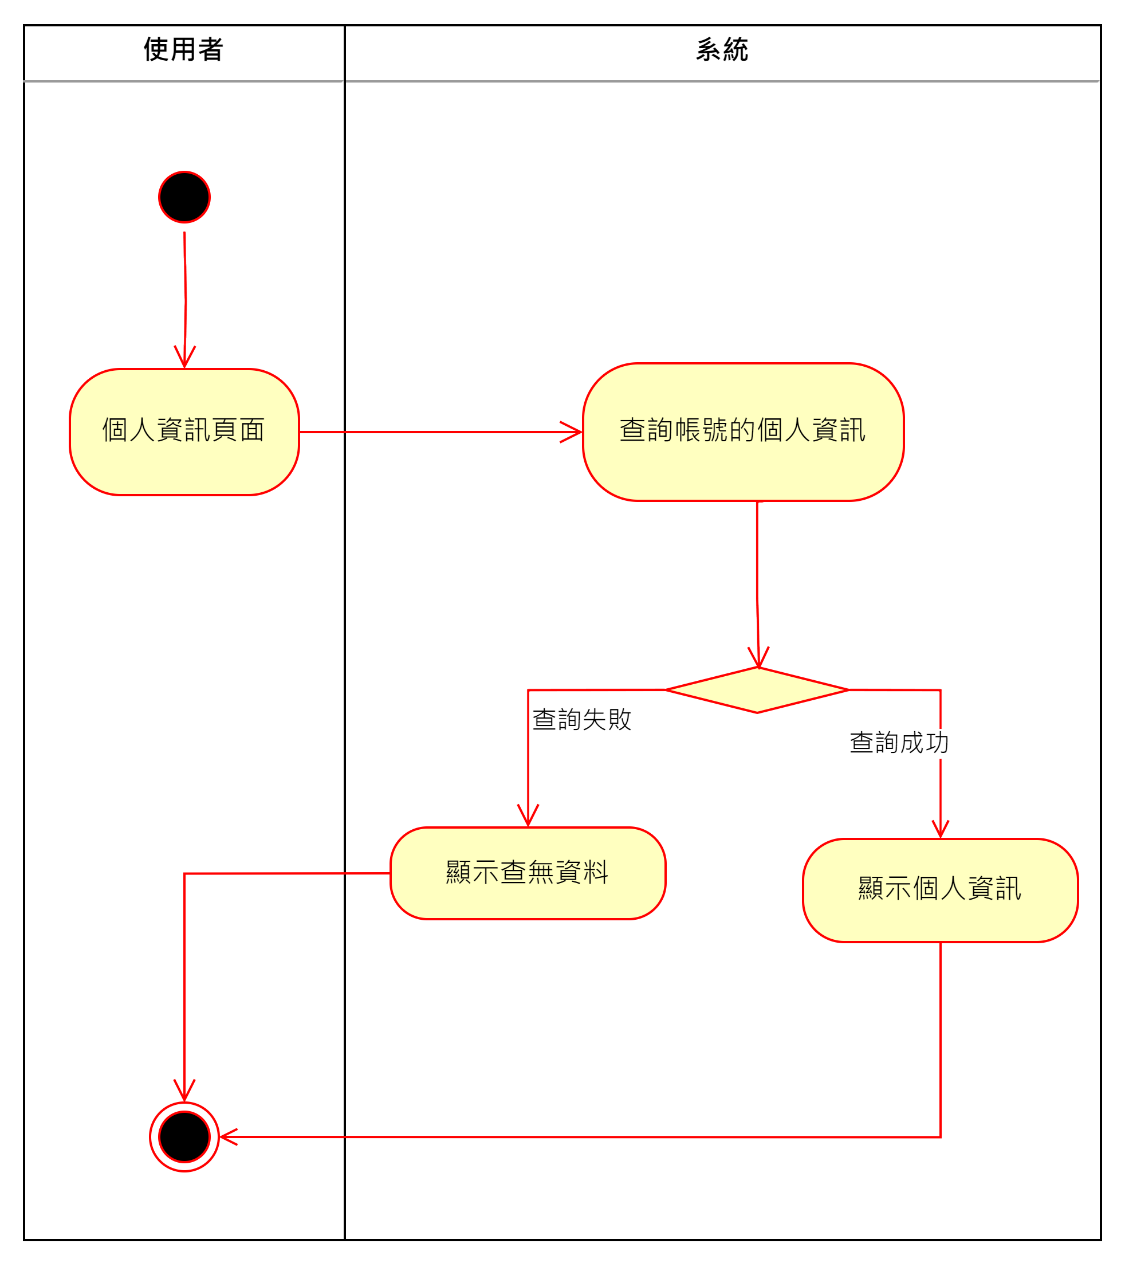 使用者
系統
個人資訊頁面
查詢帳號的個人資訊
查詢失敗
查詢成功
顯示查無資料
顯示個人資訊